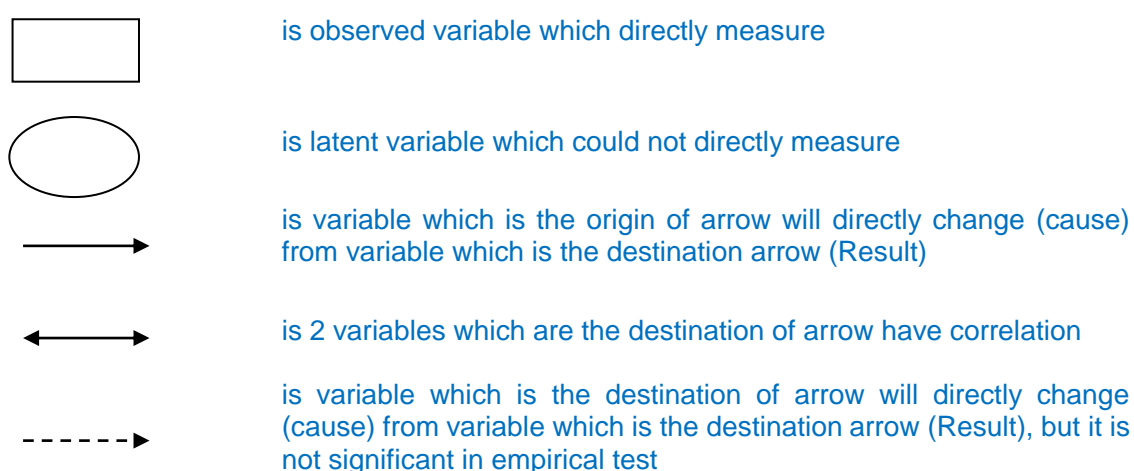 is observed variable which directly measure
is latent variable which could not directly measure
is variable which is the origin of arrow will directly change (cause)
from variable which is the destination arrow (Result)
is 2 variables which are the destination of arrow have correlation
is variable which is the destination of arrow will directly change
(cause) from variable which is the destination arrow (Result), but it is
not significant in empirical test